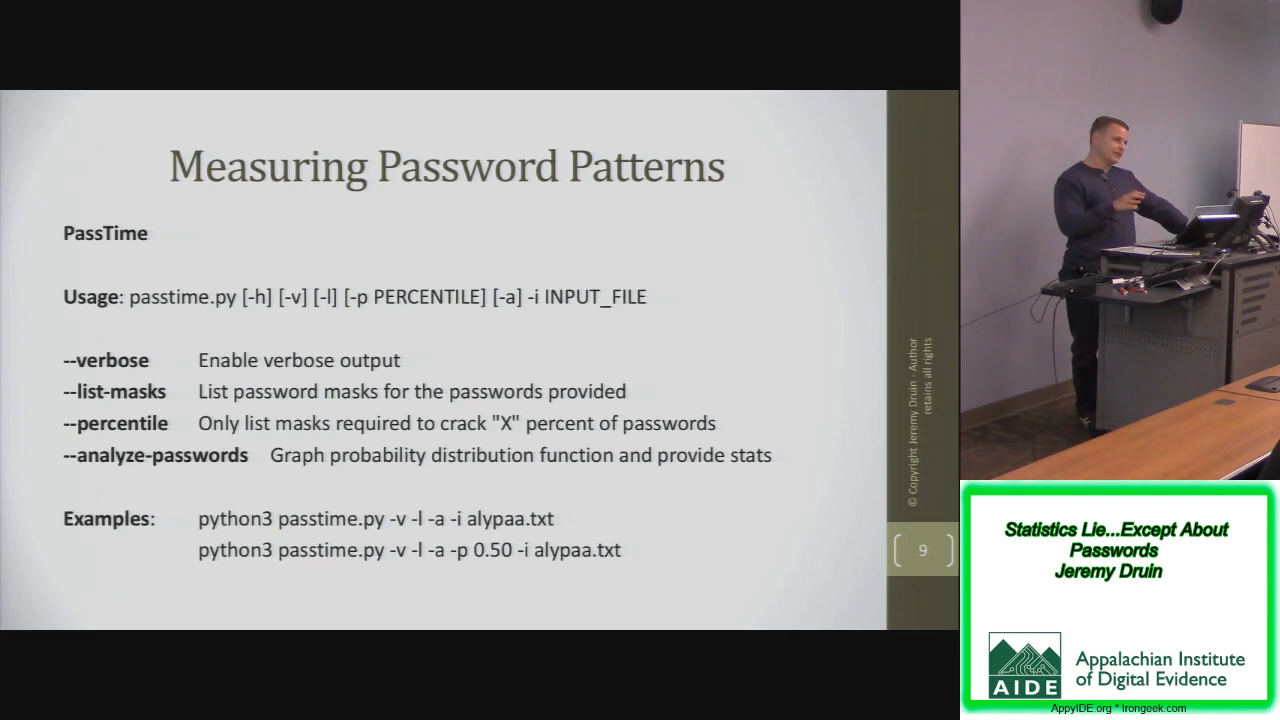 Measuring Password Patterns
PassTime
Usage: passtime.py [-h] [-v] [-l] [-p PERCENTILE] [-a] -i INPUT_FILE
--verbose Enable verbose output
--list-masks List password masks for the passwords provided
--percentile Only list masks required to crack "X" percent of passwords
--analyze-passwords Graph probability distribution function and provide stats
Examples: python3 passtime.py -v -l -a -i alypaa.txt
python3 passtime.py -v -l -a -p 0.50 -i alypaa.txt
© Copyright Jeremy Druin - Author
retains all rights
9
Statistics Lie...Except About
Passwords
Jeremy Druin
AIDE
Appalachian Institute
of Digital Evidence
AppyIDE.org * Irongeek.com